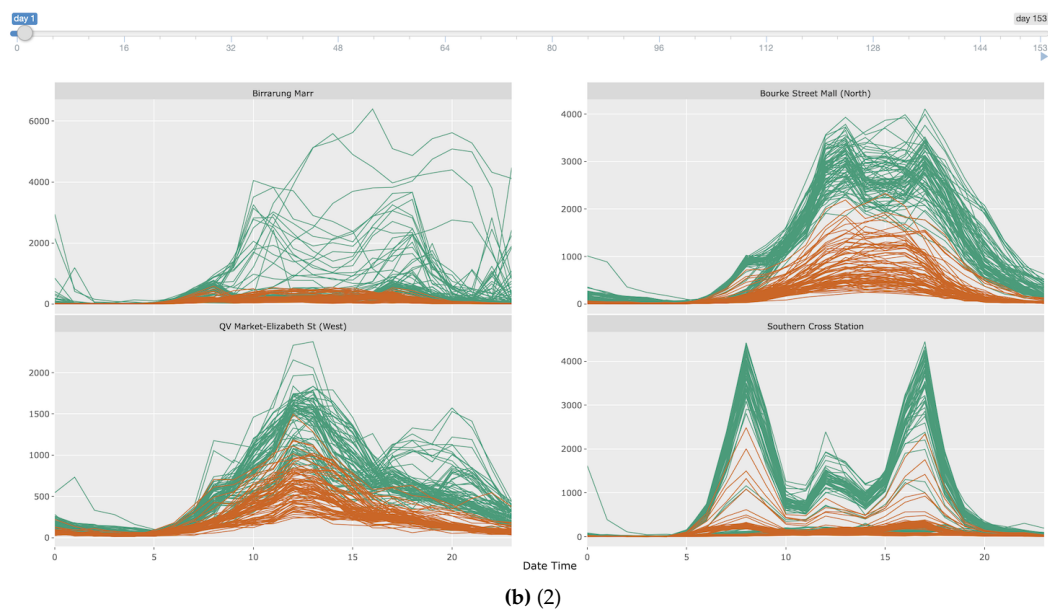 day 1 day 153
0 16 32 48 64 80 96 112 128 144 153
Birrarung Marr
6000
4000
2000
0
Bourke Street Mall (North)
4000
3000
2000
1000
0
QV Market-Elizabeth St (West)
2000
1500
1000
500
0
Southern Cross Station
4000
3000
2000
1000
0
0 5 10 15 20 0 5 10 15 20
Date Time
(b) (2)